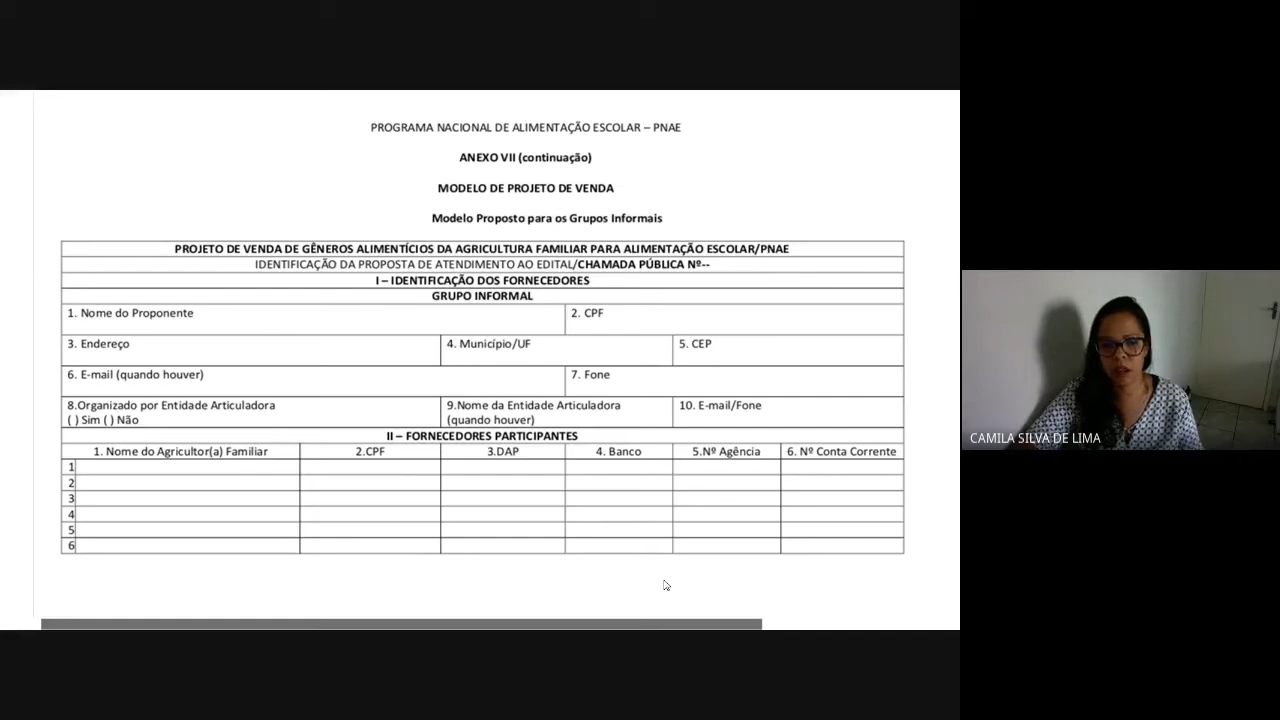 PROGRAMA NACIONAL DE ALIMENTAÇÃO ESCOLAR – PNAE
ANEXO VII (continuação)
MODELO DE PROJETO DE VENDA
Modelo Proposto para os Grupos Informais
PROJETO DE VENDA DE GÊNEROS ALIMENTÍCIOS DA AGRICULTURA FAMILIAR PARA ALIMENTAÇÃO ESCOLAR/PNAE
IDENTIFICAÇÃO DA PROPOSTA DE ATENDIMENTO AO EDITAL/CHAMADA PÚBLICA Nº--
I – IDENTIFICAÇÃO DOS FORNECEDORES
GRUPO INFORMAL
1. Nome do Proponente
2. CPF
3. Endereço
4. Município/UF
5. CEP
6. E-mail (quando houver)
7. Fone
8.Organizado por Entidade Articuladora
( ) Sim ( ) Não
9.Nome da Entidade Articuladora
(quando houver)
10. E-mail/Fone
II – FORNECEDORES PARTICIPANTES
1. Nome do Agricultor(a) Familiar
2.CPF
3.DAP
4. Banco
5.Nº Agência
6. Nº Conta Corrente
1
2
3
4
5
6
CAMILA SILVA DE LIMA